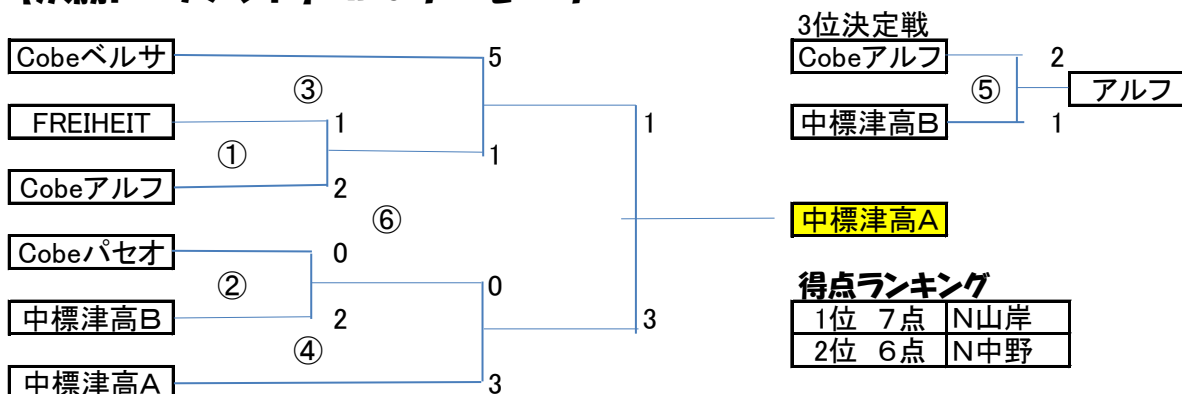 3位決定戦
Cobeベルサ
5
Cobeアルフ
2
③
⑤
アルフ
FREIHEIT
1
1
中標津高B
1
①
1
Cobeアルフ
2
⑥
中標津高A
Cobeパセオ
0
②
0
得点ランキング
中標津高B
2
3
1位 7点 N山岸
④
2位 6点 N中野
中標津高A
3